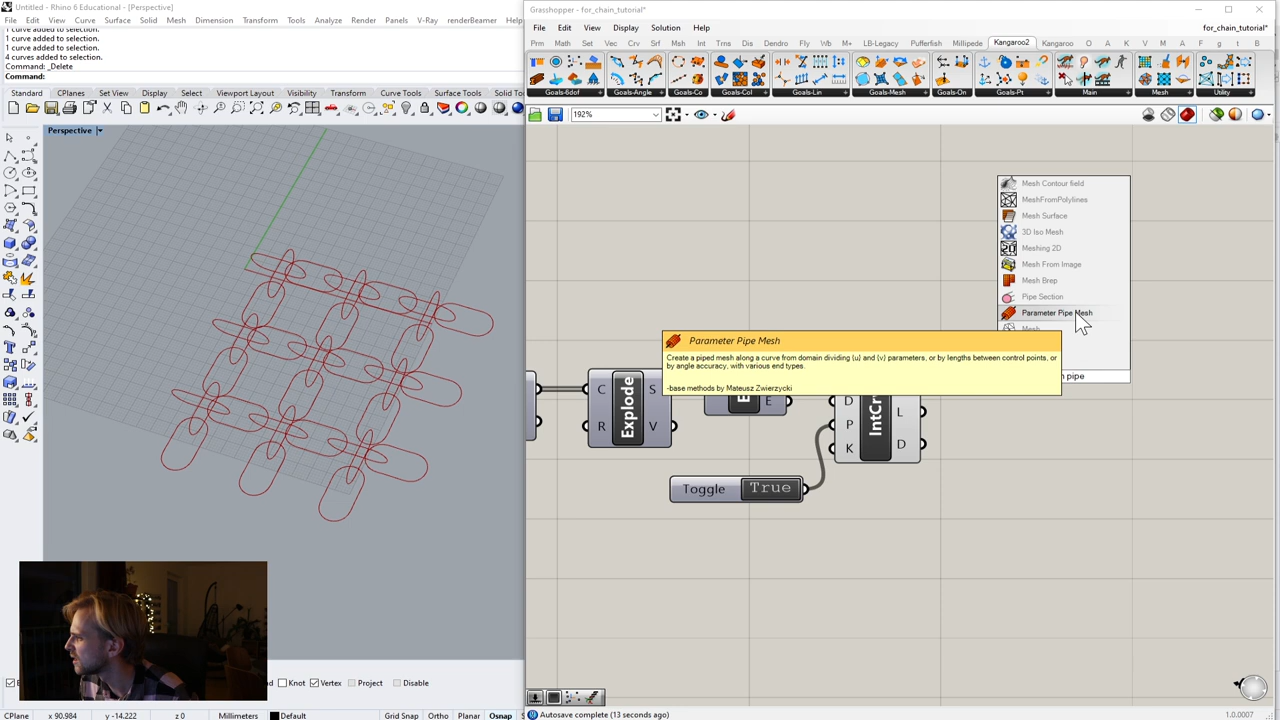 Untitled - Rhino 6 Educational - [Perspective]
File Edit View Curve Surface Solid Mesh Dimension Transform Tools Analyze Render Panels V-Ray renderBeamer
1 curve added to selection.
1 curve added to selection.
4 curves added to selection.
Command: _Delete
Command:
Standard CPlanes Set View Display Select Viewport Layout Visibility Transform Curve Tools Surface Tools Solid
Perspective
Knot Vertex Project Disable
CPlane x 90.984 y -14.222 z 0 Millimeters Default Grid Snap Ortho Planar Osnap
Grasshopper - for_chain_tutorial*
File Edit View Display Solution Help for_chain_tutorial*
Prm Math Set Vec Crv Srf Msh Int Trns Dis Dendro Fly Wb M+ LB-Legacy Pufferfish Millipede Kangaroo2 Kangaroo O A K V M A F t B
Goals-6dof Goals-Angle Goals-Co Goals-Col Goals-Lin Goals-Mesh Goals-On Goals-Pt Main Mesh Utility
192%
Mesh Contour field
MeshFromPolylines
Mesh Surface
3D Iso Mesh
Meshing 2D
Mesh From Image
Mesh Brep
Pipe Section
Parameter Pipe Mesh
Mesh
pipe
Parameter Pipe Mesh
Create a piped mesh along a curve from domain dividing (u) and (v) parameters, or by lengths between control points, or
by angle accuracy, with various end types.
-base methods by Mateusz Zwierzycki
C R Explode S V
E
D P K IntCrv L D
Toggle True
Autosave complete (13 seconds ago)
1.0.0007